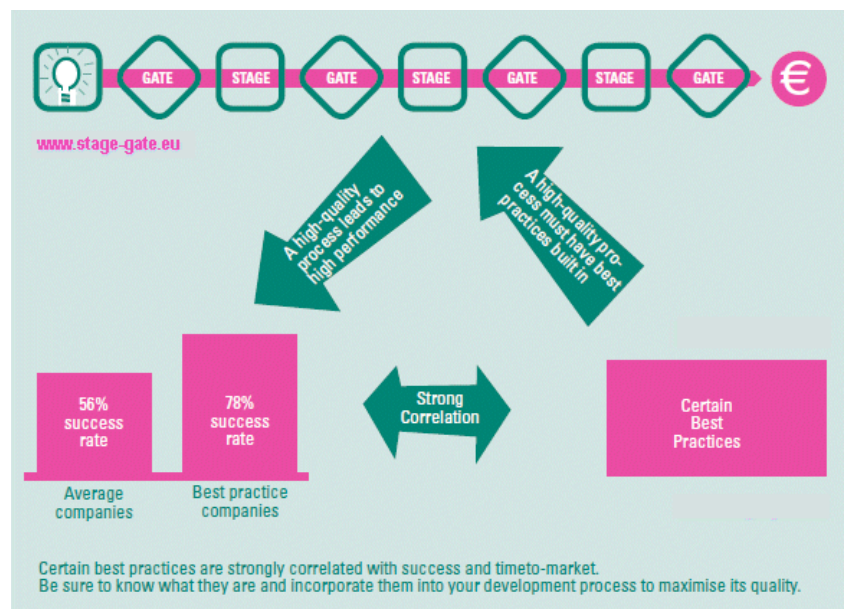 GATE STAGE GATE STAGE GATE STAGE GATE €
www.stage-gate.eu
A high-quality
process leads to
high performance
A high-quality pro-
cess must have best
practices built in
56%
success
rate
78%
success
rate
Strong
Correlation
Certain
Best
Practices
Average
companies
Best practice
companies
Certain best practices are strongly correlated with success and timeto-market.
Be sure to know what they are and incorporate them into your development process to maximise its quality.